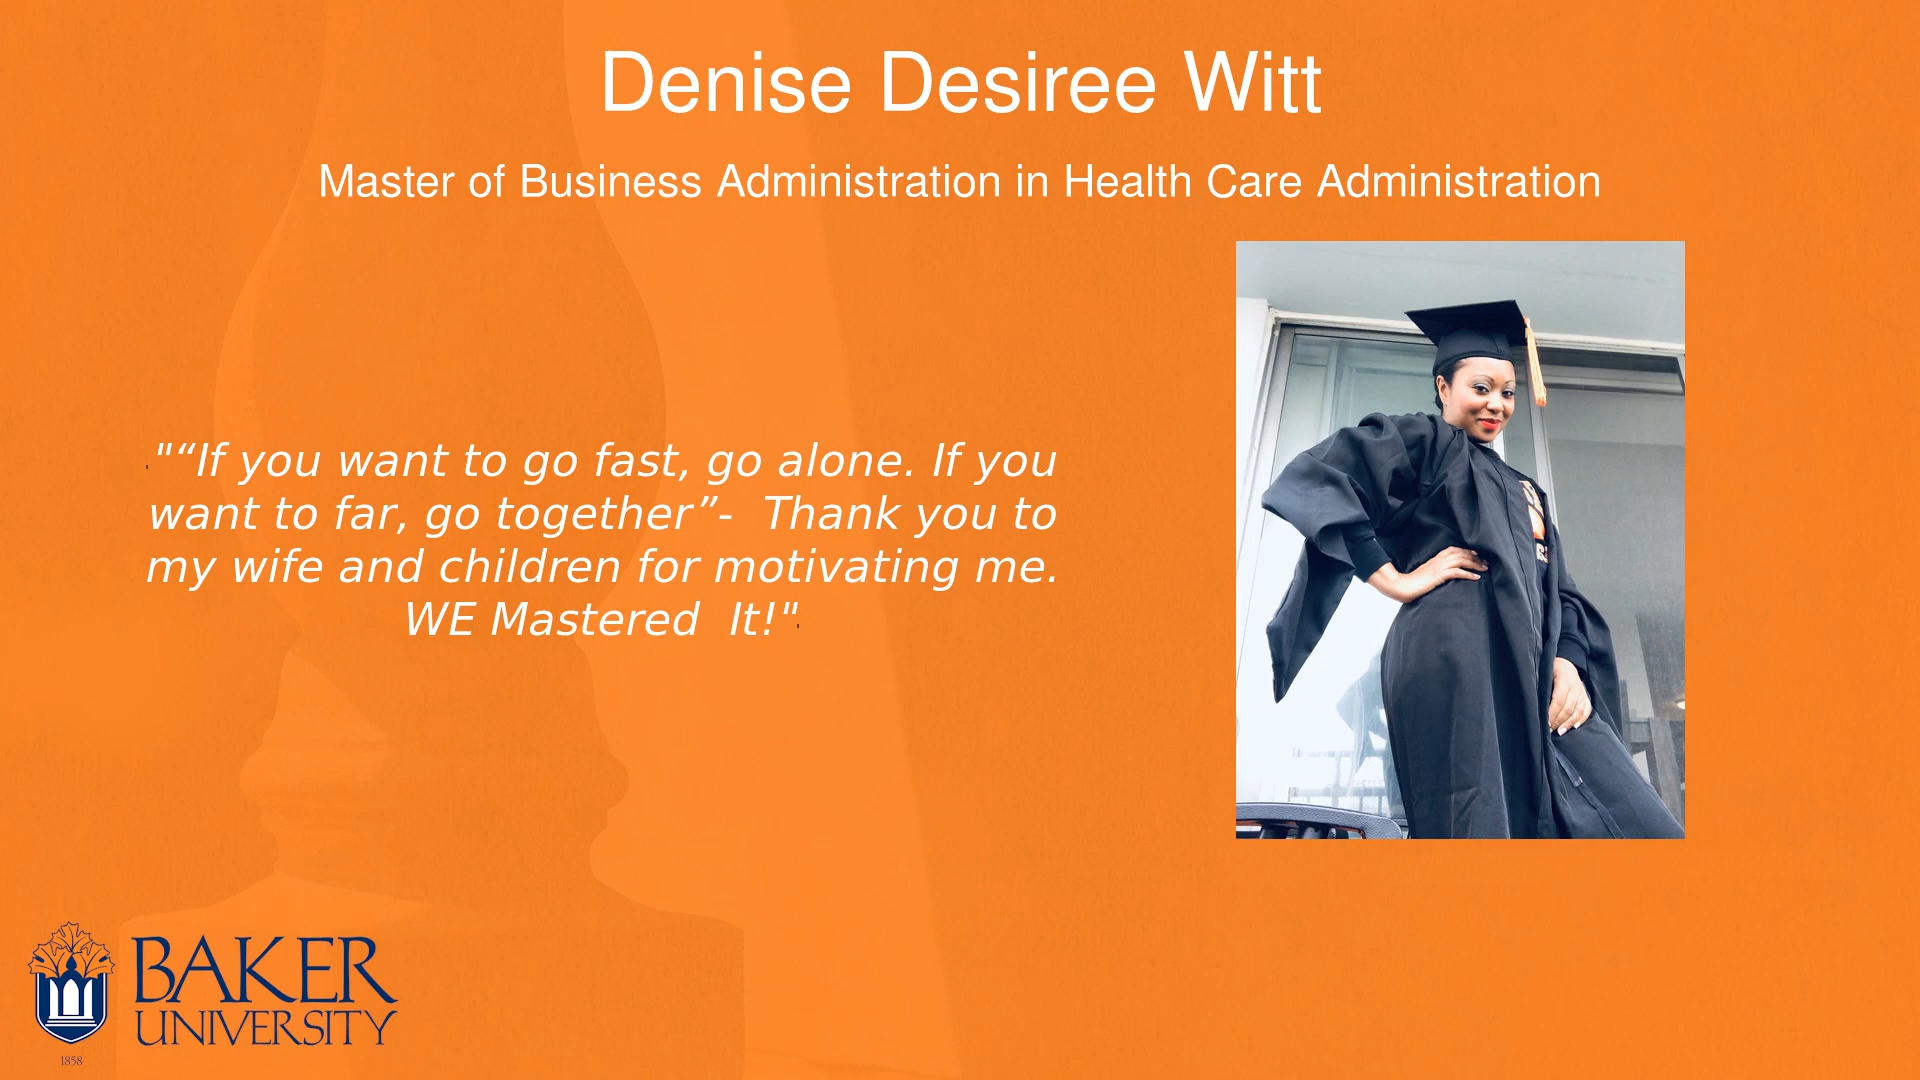 Denise Desiree Witt
Master of Business Administration in Health Care Administration
"“If you want to go fast, go alone. If you
want to far, go together”-  Thank you to
my wife and children for motivating me.
WE Mastered  It!"
BAKER
UNIVERSITY
1858